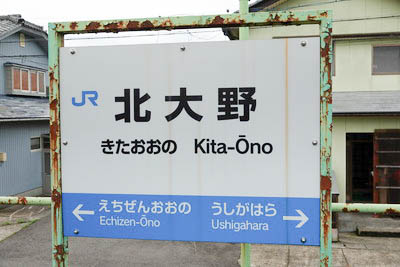 JR 北大野
きたおおの Kita-Ōno
← えちぜんおおの うしがはら →
Echizen-Ōno Ushigahara